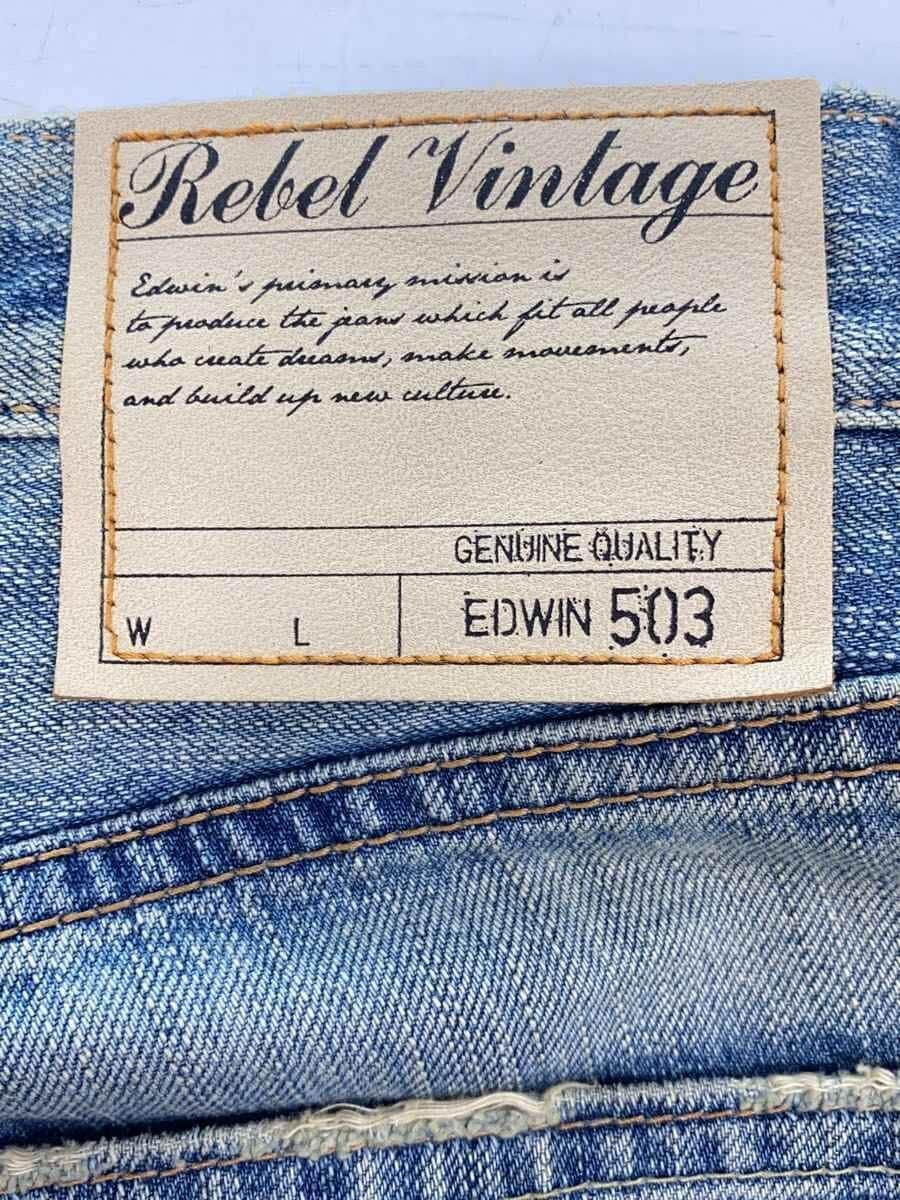 Rebel Vintage
Edwin's primary mission is
to produce the jeans which fit all people
who create dreams, make movements,
and build up new culture.
GENUINE QUALITY
W L EDWIN 503